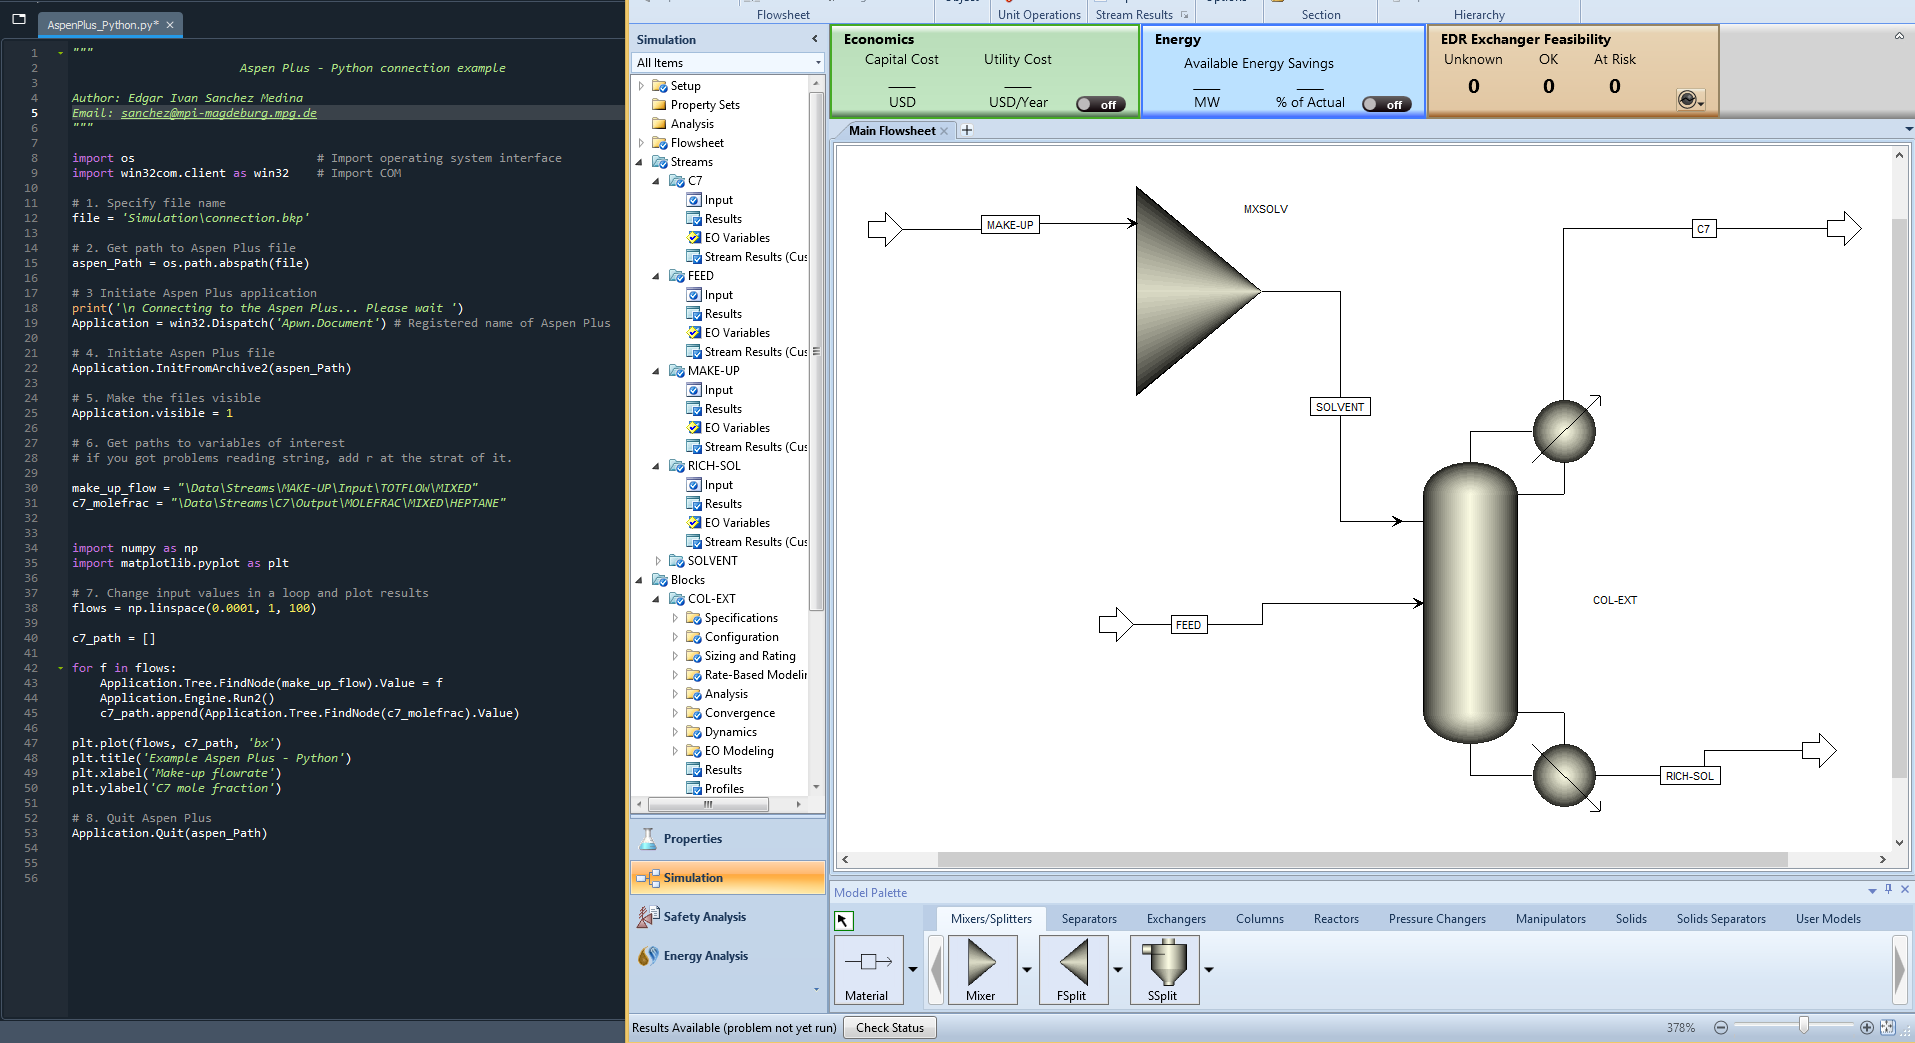 AspenPlus_Python.py*
1 """
2 Aspen Plus - Python connection example
3
4 Author: Edgar Ivan Sanchez Medina
5 Email: sanchez@mpi-magdeburg.mpg.de
6 """
7
8 import os # Import operating system interface
9 import win32com.client as win32 # Import COM
10
11 # 1. Specify file name
12 file = 'Simulation\connection.bkp'
13
14 # 2. Get path to Aspen Plus file
15 aspen_Path = os.path.abspath(file)
16
17 # 3 Initiate Aspen Plus application
18 print('\n Connecting to the Aspen Plus... Please wait ')
19 Application = win32.Dispatch('Apwn.Document') # Registered name of Aspen Plus
20
21 # 4. Initiate Aspen Plus file
22 Application.InitFromArchive2(aspen_Path)
23
24 # 5. Make the files visible
25 Application.visible = 1
26
27 # 6. Get paths to variables of interest
28 # if you got problems reading string, add r at the strat of it.
29
30 make_up_flow = "\Data\Streams\MAKE-UP\Input\TOTFLOW\MIXED"
31 c7_molefrac = "\Data\Streams\C7\Output\MOLEFRAC\MIXED\HEPTANE"
32
33
34 import numpy as np
35 import matplotlib.pyplot as plt
36
37 # 7. Change input values in a loop and plot results
38 flows = np.linspace(0.0001, 1, 100)
39
40 c7_path = []
41
42 for f in flows:
43 Application.Tree.FindNode(make_up_flow).Value = f
44 Application.Engine.Run2()
45 c7_path.append(Application.Tree.FindNode(c7_molefrac).Value)
46
47 plt.plot(flows, c7_path, 'bx')
48 plt.title('Example Aspen Plus - Python')
49 plt.xlabel('Make-up flowrate')
50 plt.ylabel('C7 mole fraction')
51
52 # 8. Quit Aspen Plus
53 Application.Quit(aspen_Path)
54
55
56
Flowsheet
Unit Operations
Stream Results
Section
Hierarchy
Simulation
All Items
Setup
Property Sets
Analysis
Flowsheet
Streams
C7
Input
Results
EO Variables
Stream Results (Cus
FEED
Input
Results
EO Variables
Stream Results (Cus
MAKE-UP
Input
Results
EO Variables
Stream Results (Cus
RICH-SOL
Input
Results
EO Variables
Stream Results (Cus
SOLVENT
Blocks
COL-EXT
Specifications
Configuration
Sizing and Rating
Rate-Based Modelin
Analysis
Convergence
Dynamics
EO Modeling
Results
Profiles
Properties
Simulation
Safety Analysis
Energy Analysis
Economics
Capital Cost Utility Cost
USD USD/Year off
Energy
Available Energy Savings
MW % of Actual off
EDR Exchanger Feasibility
Unknown OK At Risk
0 0 0
Main Flowsheet
MXSOLV
MAKE-UP
C7
SOLVENT
COL-EXT
FEED
RICH-SOL
Model Palette
Mixers/Splitters Separators Exchangers Columns Reactors Pressure Changers Manipulators Solids Solids Separators User Models
Material Mixer FSplit SSplit
Results Available (problem not yet run) Check Status 378%